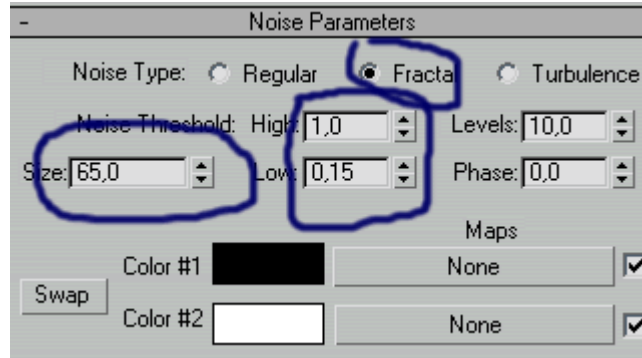 - Noise Parameters
Noise Type: Regular Fractal Turbulence
Noise Threshold: High: 1,0 Levels: 10,0
Size: 65,0 Low: 0,15 Phase: 0,0
Maps
Color #1 None
Swap
Color #2 None